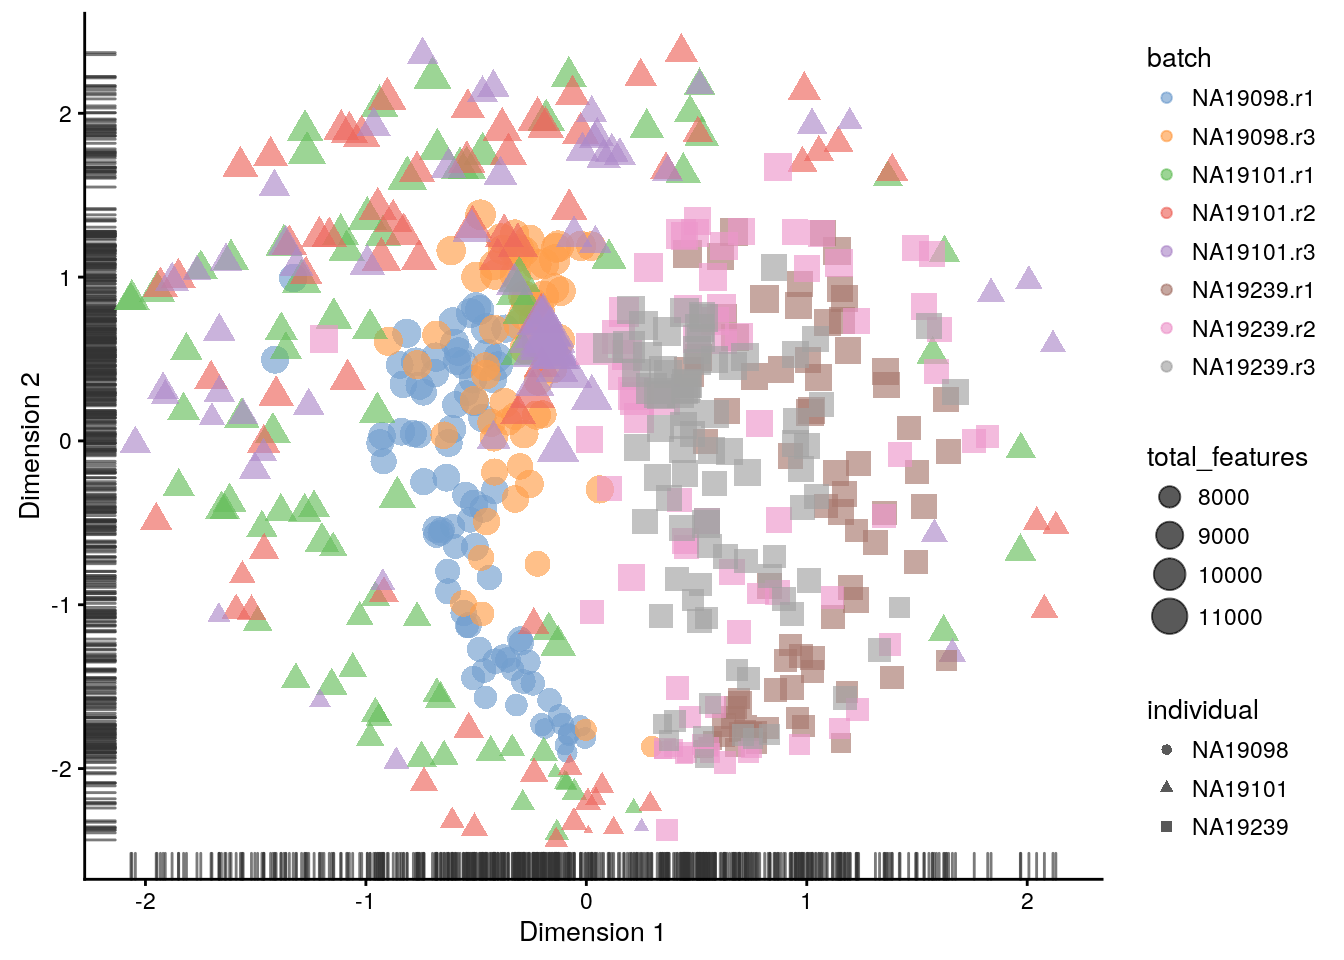 batch
NA19098.r1
NA19098.r3
NA19101.r1
NA19101.r2
NA19101.r3
NA19239.r1
NA19239.r2
NA19239.r3
total_features
8000
9000
10000
11000
individual
NA19098
NA19101
NA19239
2
1
0
-1
-2
Dimension 2
-2
-1
0
1
2
Dimension 1